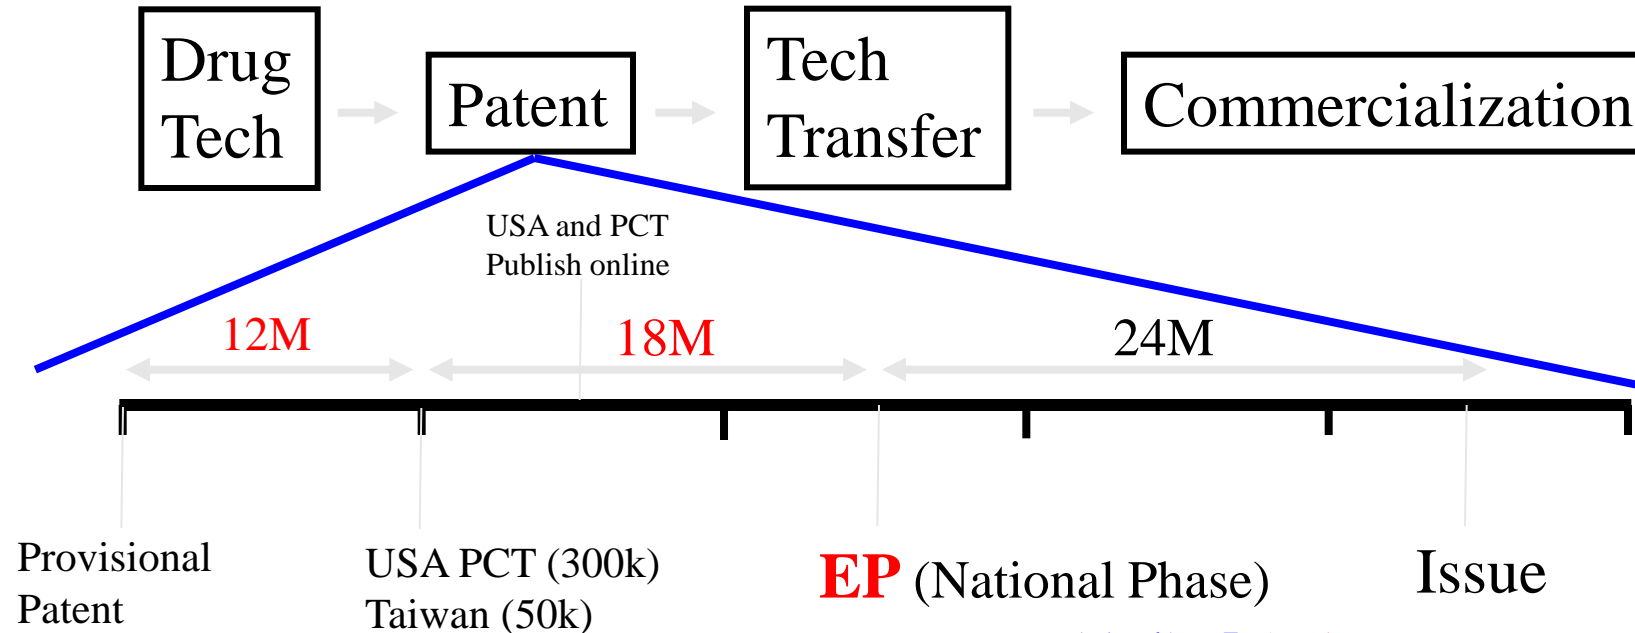 Drug
Tech
Patent
Tech
Transfer
Commercialization
USA and PCT
Publish online
12M
18M
24M
Provisional
Patent
USA PCT (300k)
Taiwan (50k)
EP (National Phase)
Issue